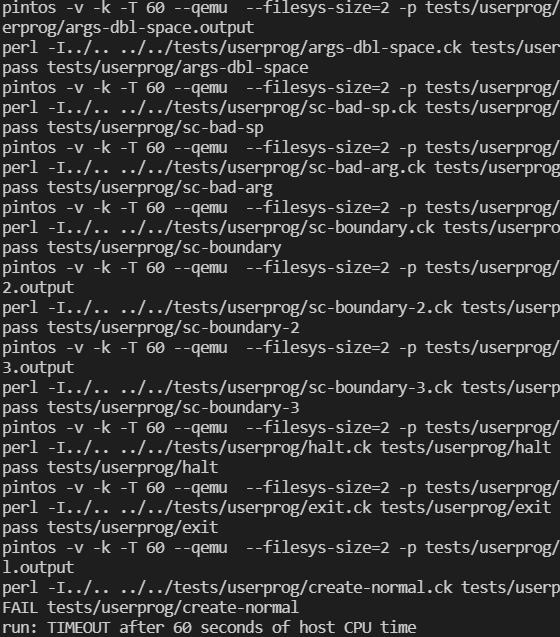 pintos -v -k -T 60 --qemu  --filesys-size=2 -p tests/userprog/
erprog/args-dbl-space.output
perl -I../.. ../../tests/userprog/args-dbl-space.ck tests/user
pass tests/userprog/args-dbl-space
pintos -v -k -T 60 --qemu  --filesys-size=2 -p tests/userprog/
perl -I../.. ../../tests/userprog/sc-bad-sp.ck tests/userprog/
pass tests/userprog/sc-bad-sp
pintos -v -k -T 60 --qemu  --filesys-size=2 -p tests/userprog/
perl -I../.. ../../tests/userprog/sc-bad-arg.ck tests/userprog
pass tests/userprog/sc-bad-arg
pintos -v -k -T 60 --qemu  --filesys-size=2 -p tests/userprog/
perl -I../.. ../../tests/userprog/sc-boundary.ck tests/userpro
pass tests/userprog/sc-boundary
pintos -v -k -T 60 --qemu  --filesys-size=2 -p tests/userprog/
2.output
perl -I../.. ../../tests/userprog/sc-boundary-2.ck tests/userp
pass tests/userprog/sc-boundary-2
pintos -v -k -T 60 --qemu  --filesys-size=2 -p tests/userprog/
3.output
perl -I../.. ../../tests/userprog/sc-boundary-3.ck tests/userp
pass tests/userprog/sc-boundary-3
pintos -v -k -T 60 --qemu  --filesys-size=2 -p tests/userprog/
perl -I../.. ../../tests/userprog/halt.ck tests/userprog/halt
pass tests/userprog/halt
pintos -v -k -T 60 --qemu  --filesys-size=2 -p tests/userprog/
perl -I../.. ../../tests/userprog/exit.ck tests/userprog/exit
pass tests/userprog/exit
pintos -v -k -T 60 --qemu  --filesys-size=2 -p tests/userprog/
l.output
perl -I../.. ../../tests/userprog/create-normal.ck tests/userp
FAIL tests/userprog/create-normal
run: TIMEOUT after 60 seconds of host CPU time